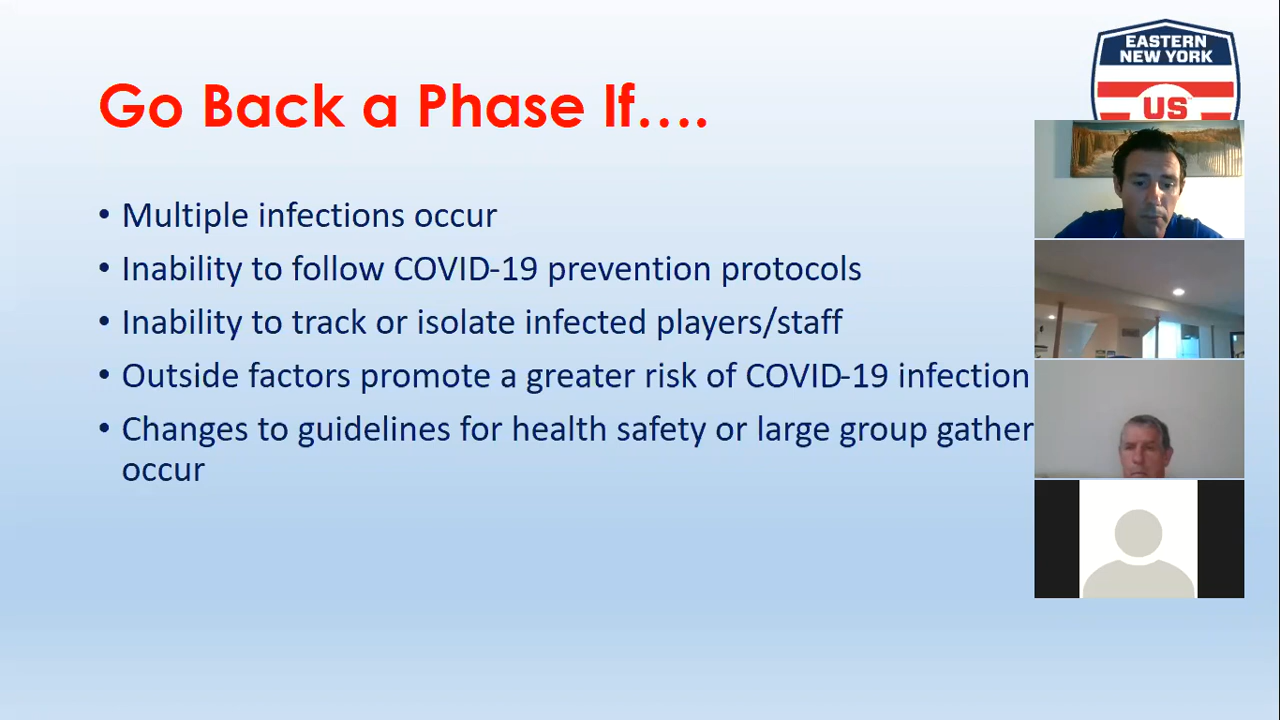 EASTERN
NEW YORK
US
Go Back a Phase If....
• Multiple infections occur
• Inability to follow COVID-19 prevention protocols
• Inability to track or isolate infected players/staff
• Outside factors promote a greater risk of COVID-19 infection
• Changes to guidelines for health safety or large group gather
occur